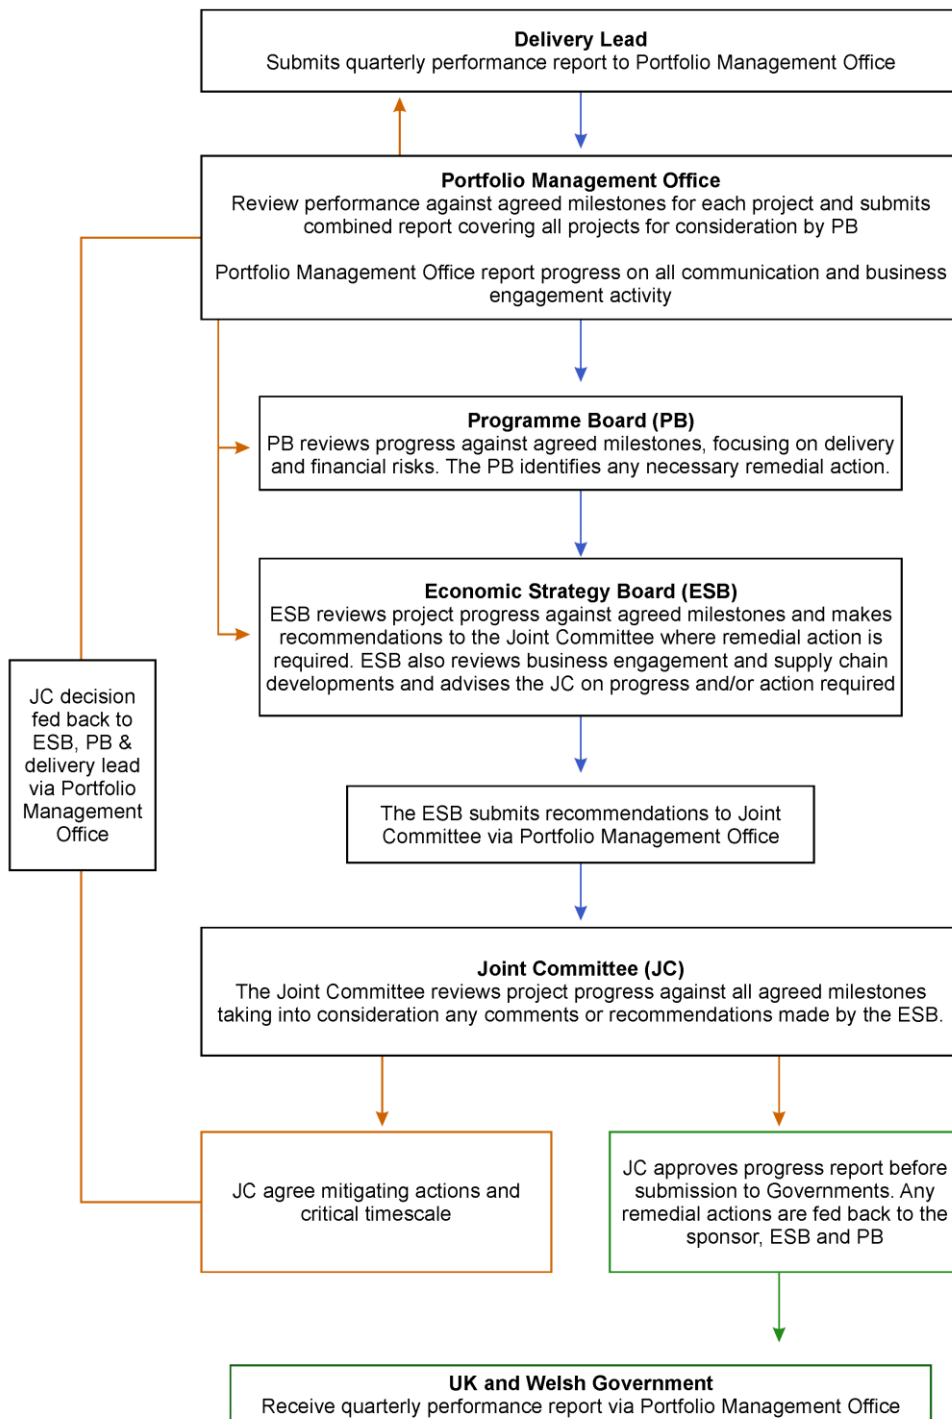 Delivery Lead
Submits quarterly performance report to Portfolio Management Office
Portfolio Management Office
Review performance against agreed milestones for each project and submits
combined report covering all projects for consideration by PB
Portfolio Management Office report progress on all communication and business
engagement activity
Programme Board (PB)
PB reviews progress against agreed milestones, focusing on delivery
and financial risks. The PB identifies any necessary remedial action.
Economic Strategy Board (ESB)
ESB reviews project progress against agreed milestones and makes
recommendations to the Joint Committee where remedial action is
required. ESB also reviews business engagement and supply chain
developments and advises the JC on progress and/or action required
JC decision
fed back to
ESB, PB &
delivery lead
via Portfolio
Management
Office
The ESB submits recommendations to Joint
Committee via Portfolio Management Office
Joint Committee (JC)
The Joint Committee reviews project progress against all agreed milestones
taking into consideration any comments or recommendations made by the ESB.
JC agree mitigating actions and
critical timescale
JC approves progress report before
submission to Governments. Any
remedial actions are fed back to the
sponsor, ESB and PB
UK and Welsh Government
Receive quarterly performance report via Portfolio Management Office